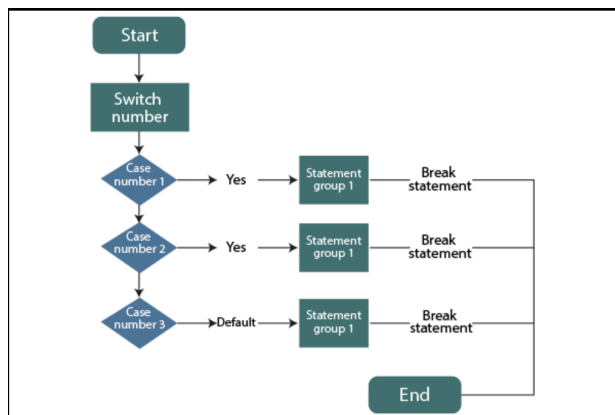 Start
Switch
number
Case
number 1
Yes
Statement
group 1
Break
statement
Case
number 2
Yes
Statement
group 1
Break
statement
Case
number 3
Default
Statement
group 1
Break
statement
End